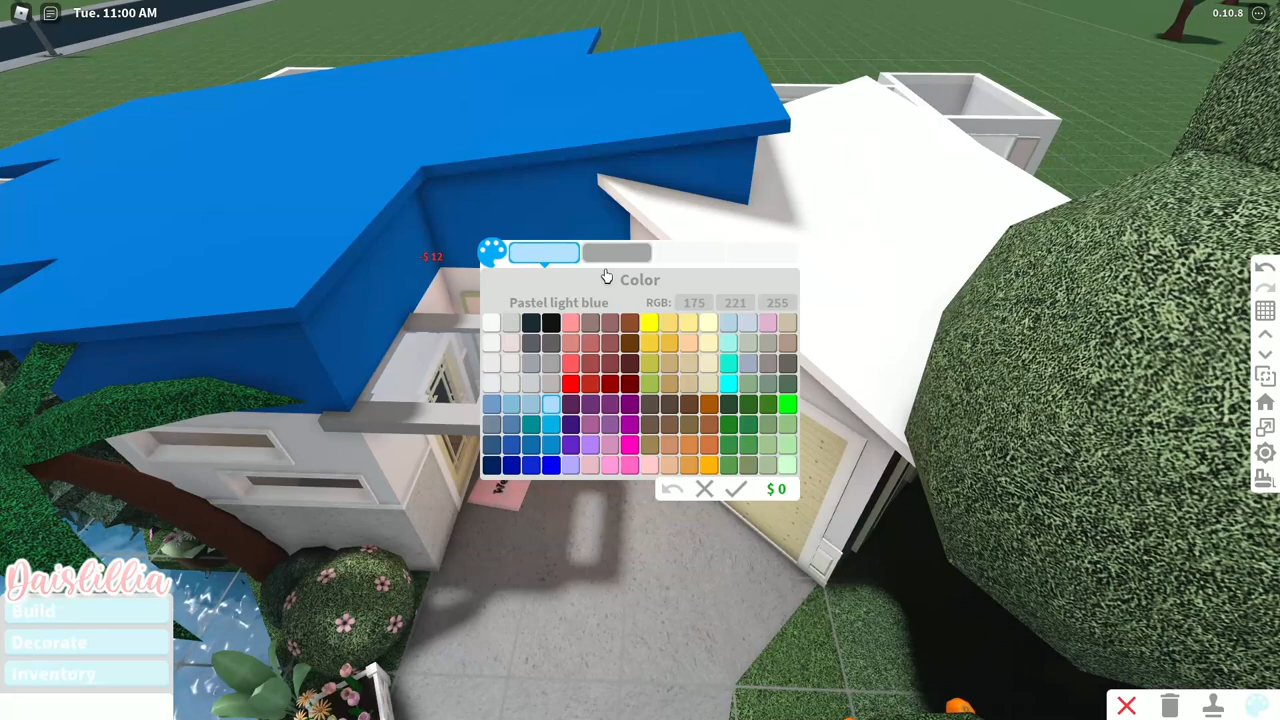 Tue. 11:00 AM
0.10.8
-$12
Color
Pastel light blue RGB: 175 221 255
$ 0
Daisllillia
Build
Decorate
Inventory